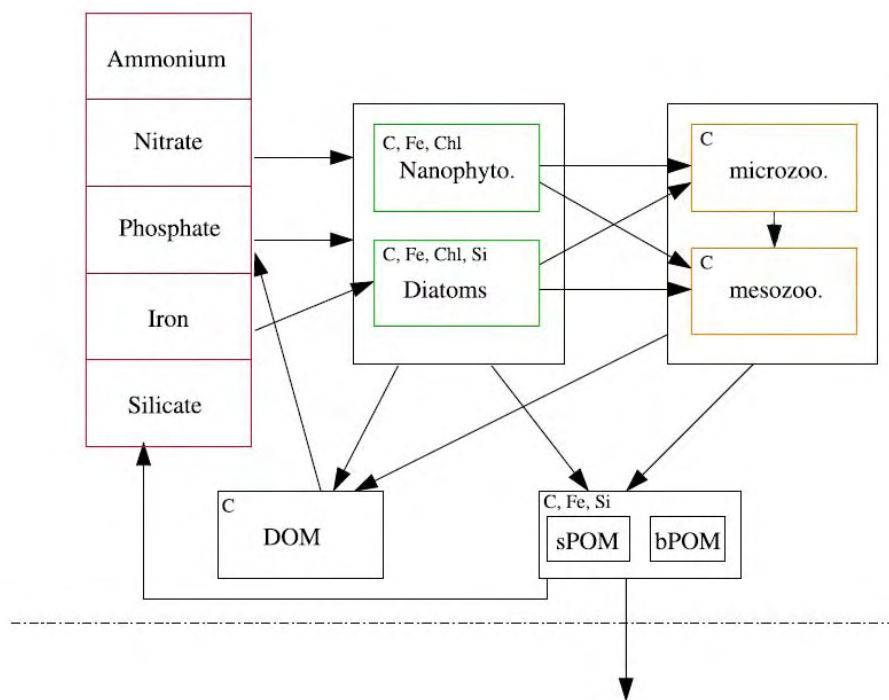 Ammonium
Nitrate
Phosphate
Iron
Silicate
C, Fe, Chl
Nanophyto.
C, Fe, Chl, Si
Diatoms
C
microzoo.
C
mesozoo.
C
DOM
C, Fe, Si
sPOM
bPOM